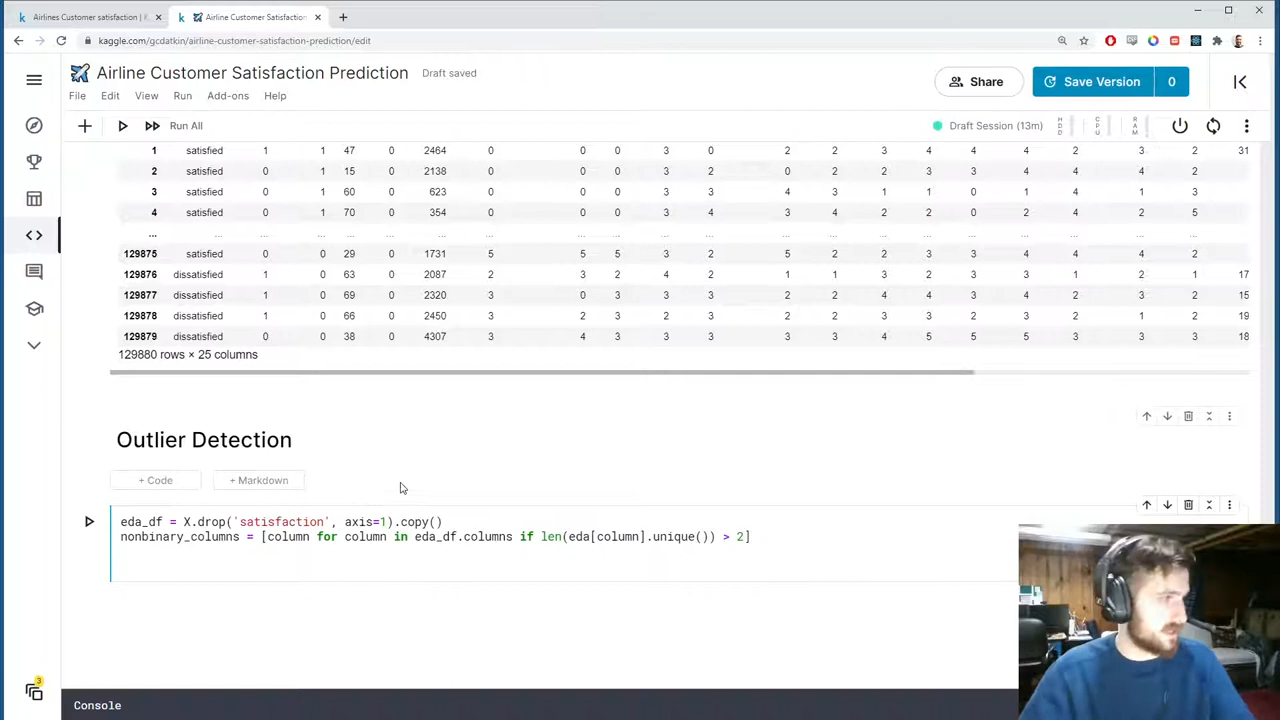 Airlines Customer satisfaction | K
Airline Customer Satisfaction
kaggle.com/gcdatkin/airline-customer-satisfaction-prediction/edit
Airline Customer Satisfaction Prediction
Draft saved
Share
Save Version
0
File Edit View Run Add-ons Help
Run All
Draft Session (13m)
HDD
CPU
RAM
1 satisfied 1 1 47 0 2464 0 0 0 3 0 2 2 3 4 4 4 2 3 2 31
2 satisfied 0 1 15 0 2138 0 0 0 3 2 0 2 2 3 3 4 4 4 2
3 satisfied 0 1 60 0 623 0 0 0 3 3 4 3 1 1 0 1 4 1 3
4 satisfied 0 1 70 0 354 0 0 0 3 4 3 4 2 2 0 2 4 2 5
... ... ... ... ... ... ... ... ... ... ... ... ... ... ... ... ... ... ... ... ...
129875 satisfied 0 0 29 0 1731 5 5 5 3 2 5 2 2 3 3 4 4 4 2
129876 dissatisfied 1 0 63 0 2087 2 3 2 4 2 1 1 3 2 3 3 1 2 1 17
129877 dissatisfied 1 0 69 0 2320 3 0 3 3 3 2 2 4 4 3 4 2 3 2 15
129878 dissatisfied 1 0 66 0 2450 3 2 3 2 3 2 2 3 3 2 3 2 1 2 19
129879 dissatisfied 0 0 38 0 4307 3 4 3 3 3 3 3 4 5 5 5 3 3 3 18
129880 rows × 25 columns
Outlier Detection
+ Code
+ Markdown
eda_df = X.drop('satisfaction', axis=1).copy()
nonbinary_columns = [column for column in eda_df.columns if len(eda[column].unique()) > 2]
3
Console